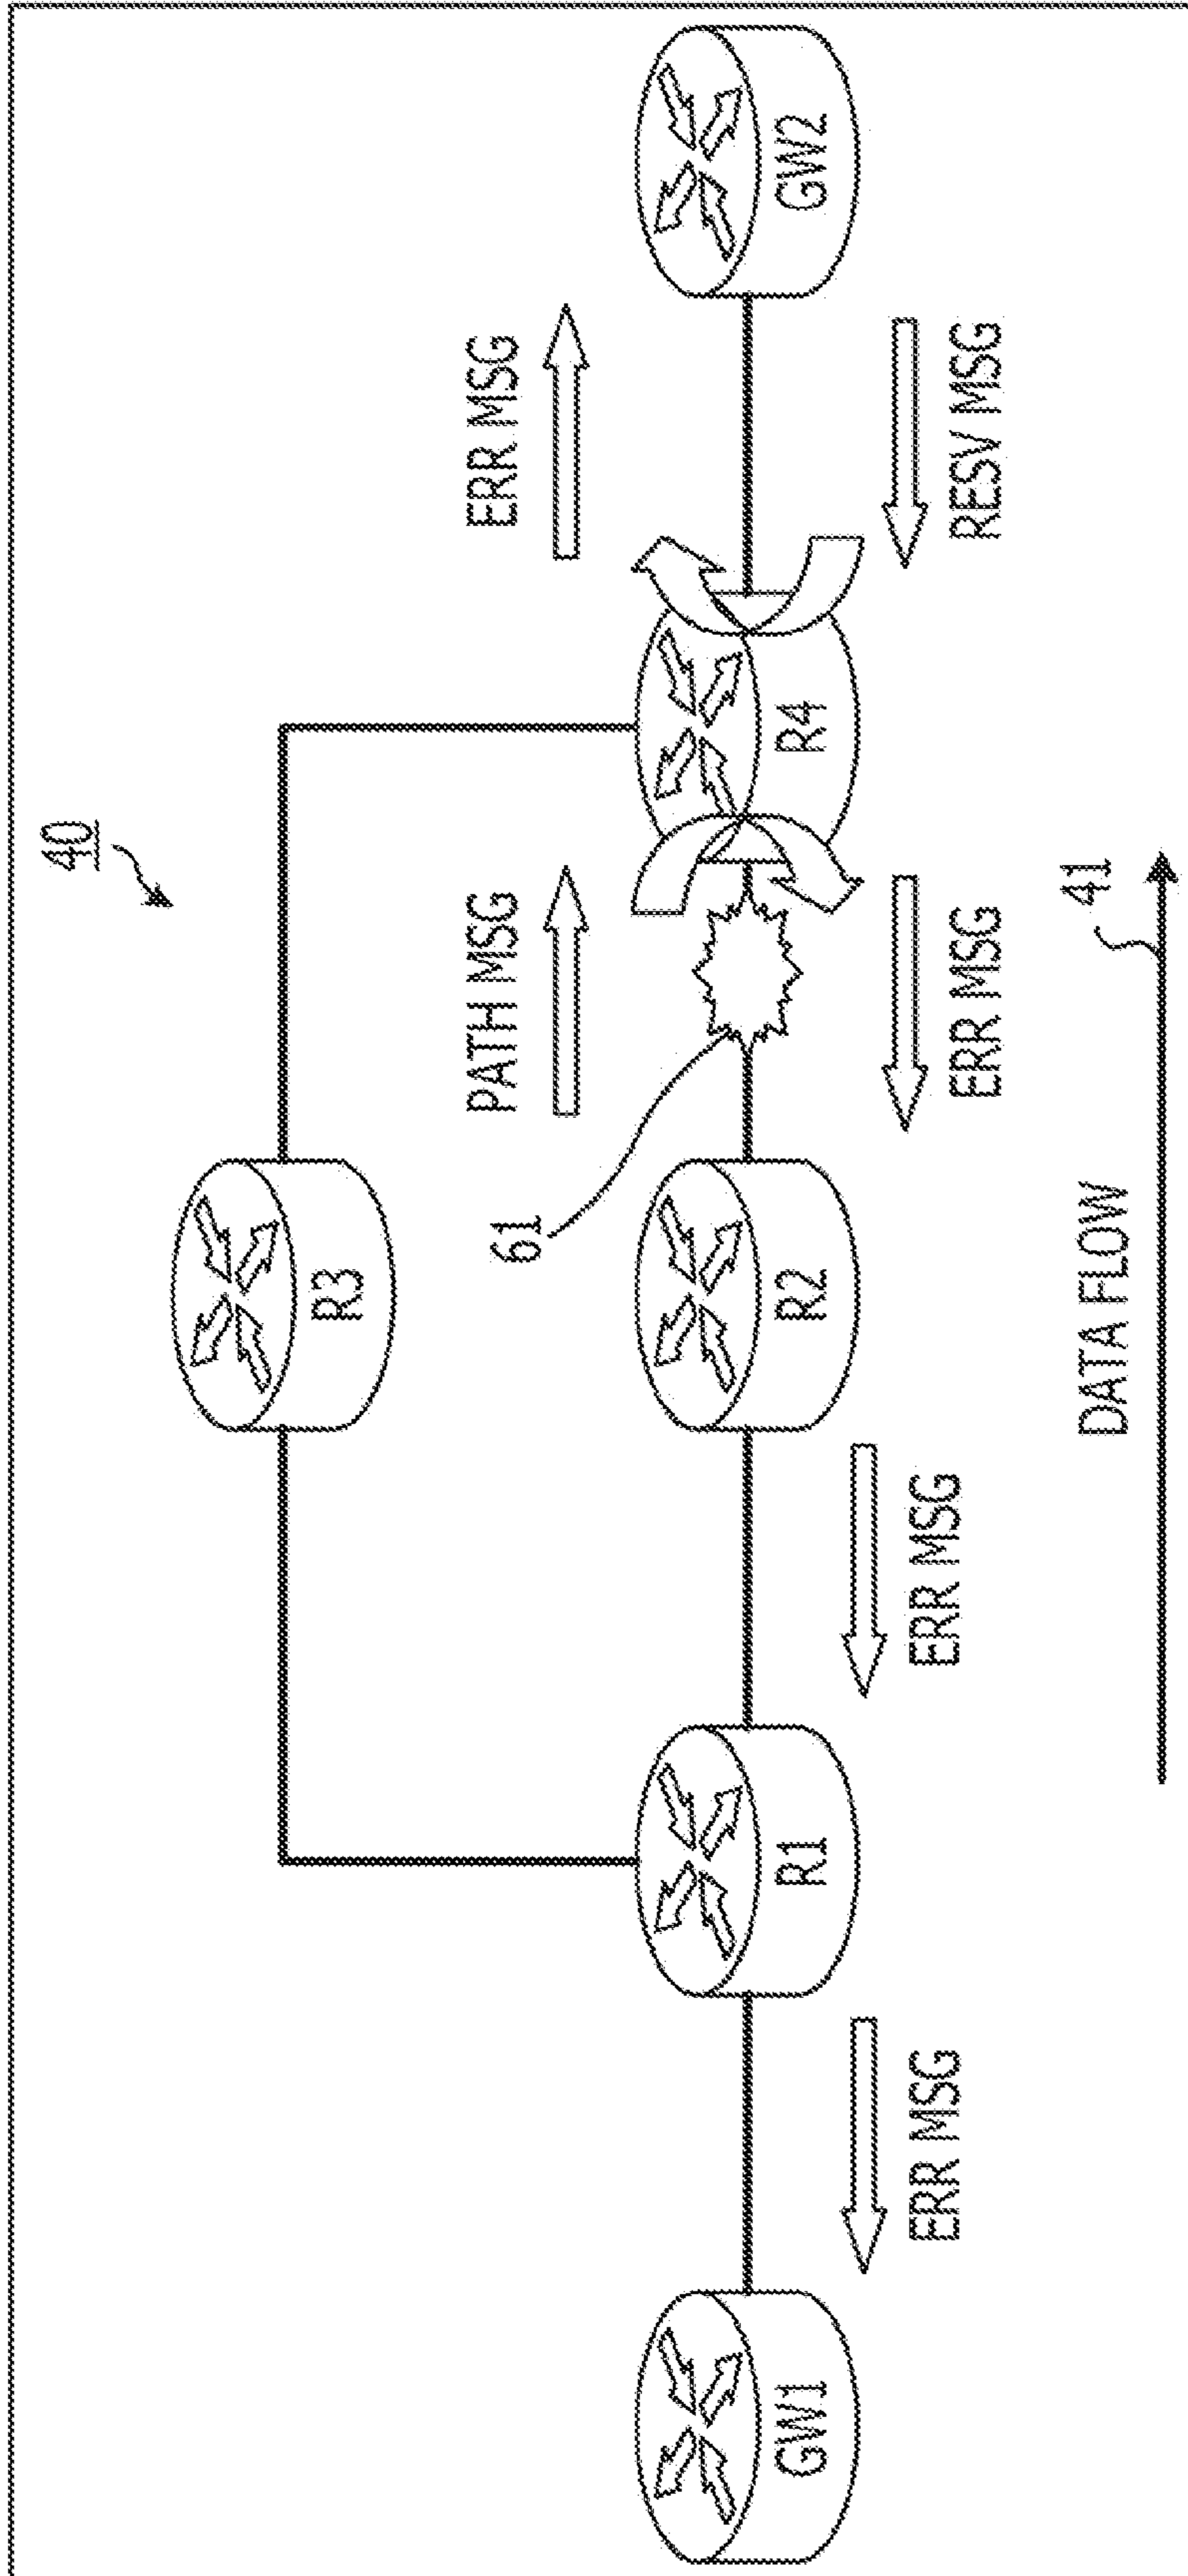 40
R3
ERR MSG
PATH MSG
61
GW1
R1
R2
R4
GW2
ERR MSG
ERR MSG
ERR MSG
RESV MSG
DATA FLOW
41